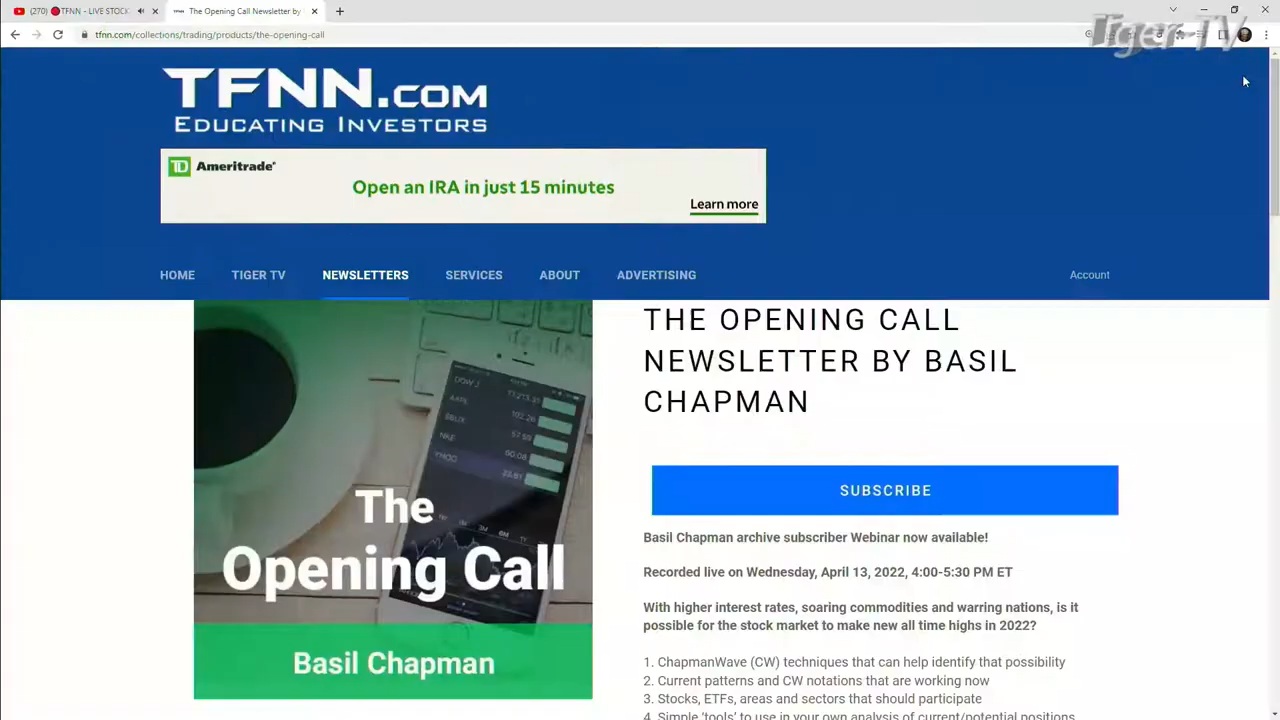 (270) 🔴TFNN - LIVE STOCK
The Opening Call Newsletter by
tfnn.com/collections/trading/products/the-opening-call
Tiger TV
TFNN.COM
EDUCATING INVESTORS
TD Ameritrade
Open an IRA in just 15 minutes
Learn more
HOME TIGER TV NEWSLETTERS SERVICES ABOUT ADVERTISING Account
THE OPENING CALL
NEWSLETTER BY BASIL
CHAPMAN
DOW J
AAPL
SBUX
NKE
YHOO
The
Opening Call
Basil Chapman
SUBSCRIBE
Basil Chapman archive subscriber Webinar now available!
Recorded live on Wednesday, April 13, 2022, 4:00-5:30 PM ET
With higher interest rates, soaring commodities and warring nations, is it
possible for the stock market to make new all time highs in 2022?
1. ChapmanWave (CW) techniques that can help identify that possibility
2. Current patterns and CW notations that are working now
3. Stocks, ETFs, areas and sectors that should participate
4. Simple 'tools' to use in your own analysis of current/potential positions